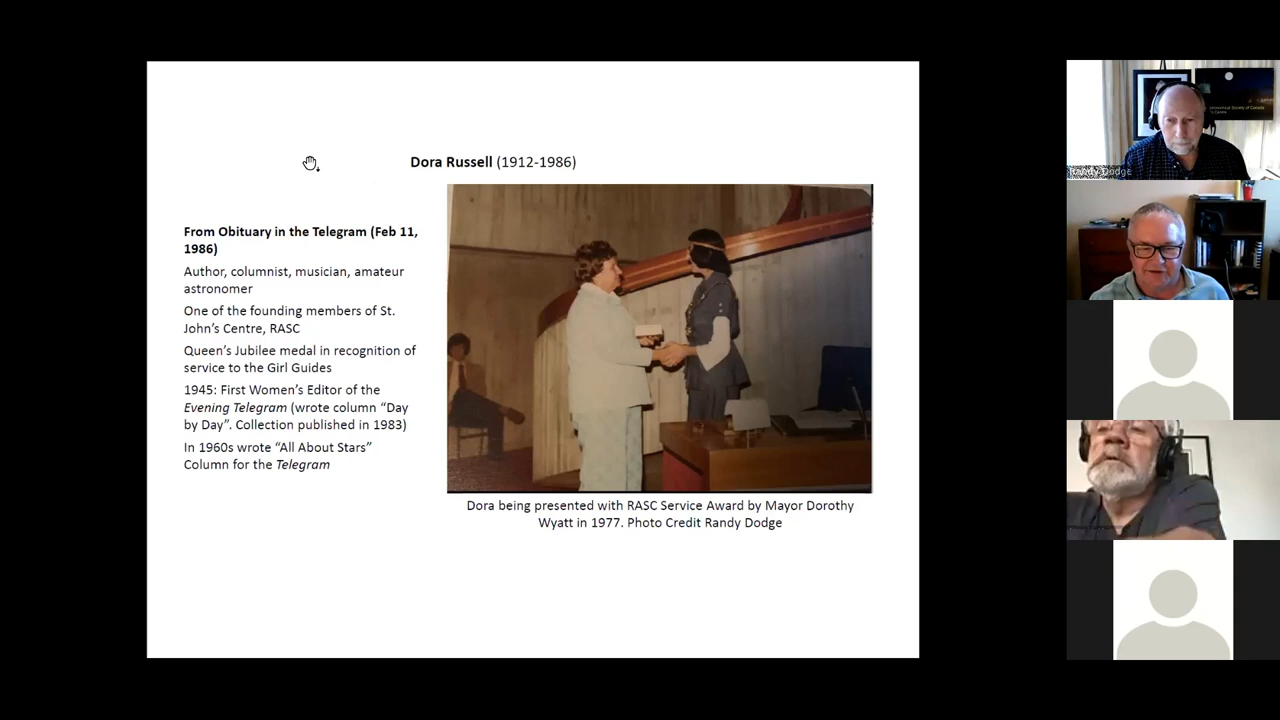 Dora Russell (1912-1986)
From Obituary in the Telegram (Feb 11,
1986)
Author, columnist, musician, amateur
astronomer
One of the founding members of St.
John’s Centre, RASC
Queen’s Jubilee medal in recognition of
service to the Girl Guides
1945: First Women’s Editor of the
Evening Telegram (wrote column “Day
by Day”. Collection published in 1983)
In 1960s wrote “All About Stars”
Column for the Telegram
Dora being presented with RASC Service Award by Mayor Dorothy
Wyatt in 1977. Photo Credit Randy Dodge
Randy Dodge
Society of Canada
Centre